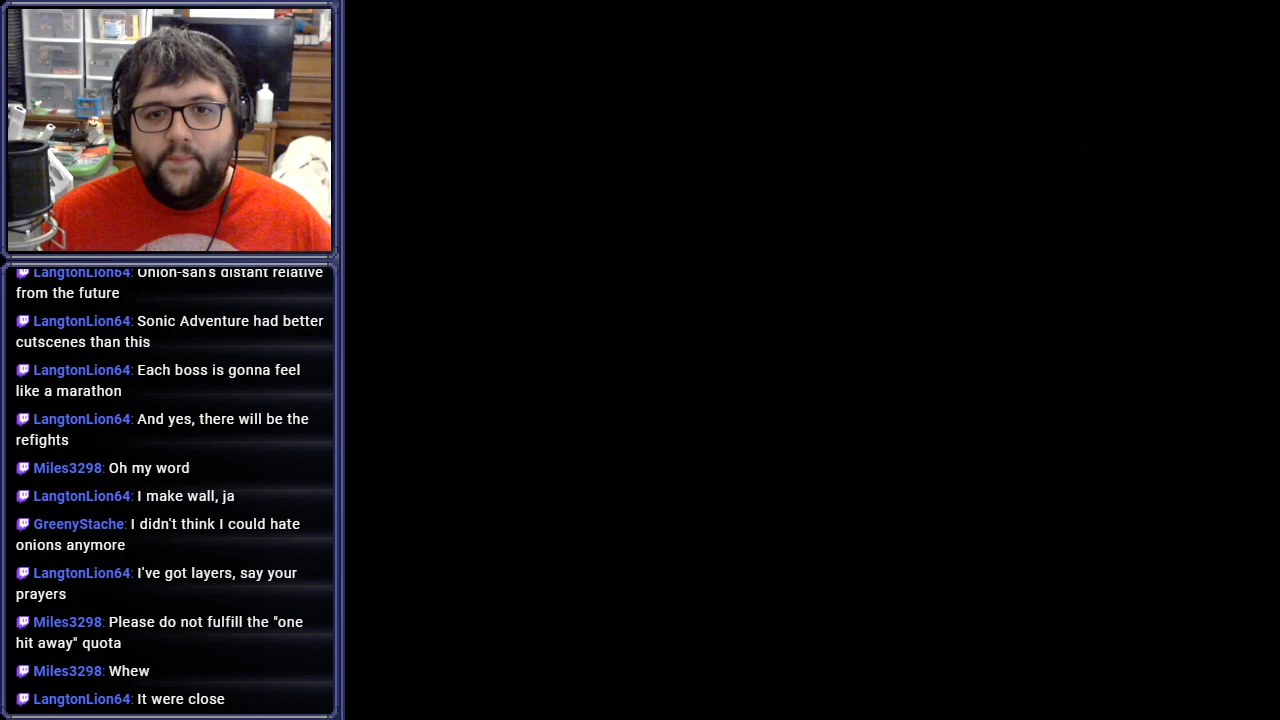 LangtonLion64: Onion-san's distant relative
from the future
LangtonLion64: Sonic Adventure had better
cutscenes than this
LangtonLion64: Each boss is gonna feel
like a marathon
LangtonLion64: And yes, there will be the
refights
Miles3298: Oh my word
LangtonLion64: I make wall, ja
GreenyStache: I didn't think I could hate
onions anymore
LangtonLion64: I've got layers, say your
prayers
Miles3298: Please do not fulfill the "one
hit away" quota
Miles3298: Whew
LangtonLion64: It were close